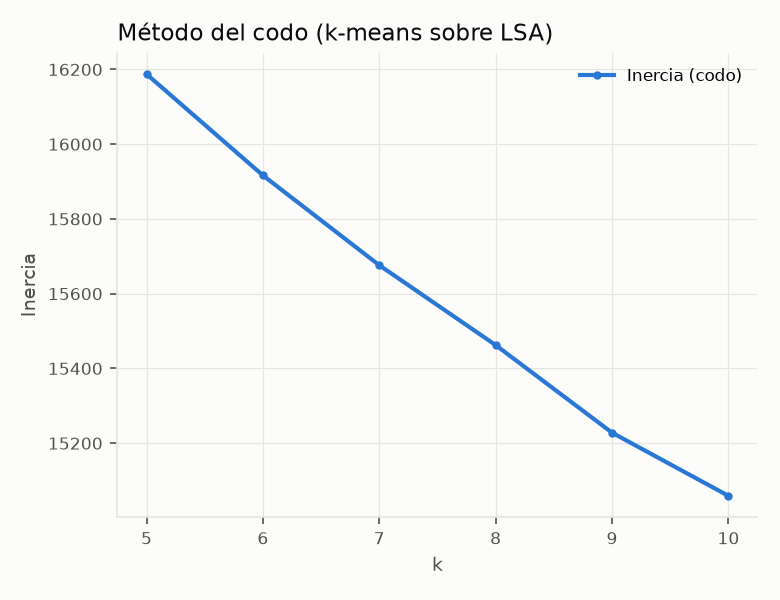 Método del codo (k-means sobre LSA)
Inercia (codo)
16200
16000
15800
15600
15400
15200
Inercia
5 6 7 8 9 10
k